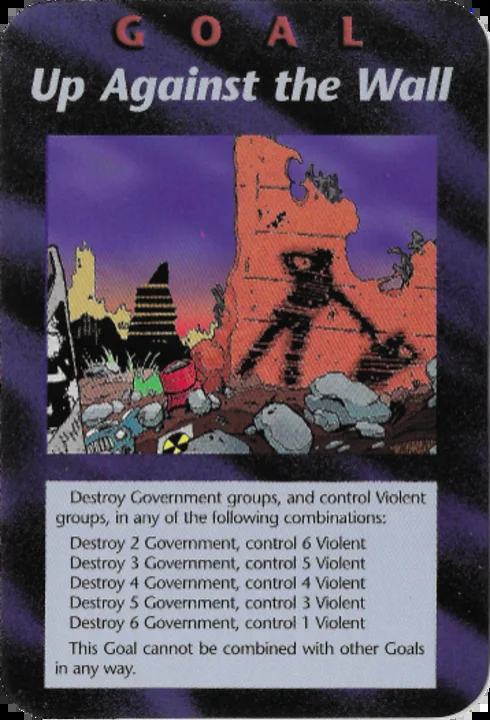 GOAL
Up Against the Wall
Destroy Government groups, and control Violent
groups, in any of the following combinations:
Destroy 2 Government, control 6 Violent
Destroy 3 Government, control 5 Violent
Destroy 4 Government, control 4 Violent
Destroy 5 Government, control 3 Violent
Destroy 6 Government, control 1 Violent
This Goal cannot be combined with other Goals
in any way.